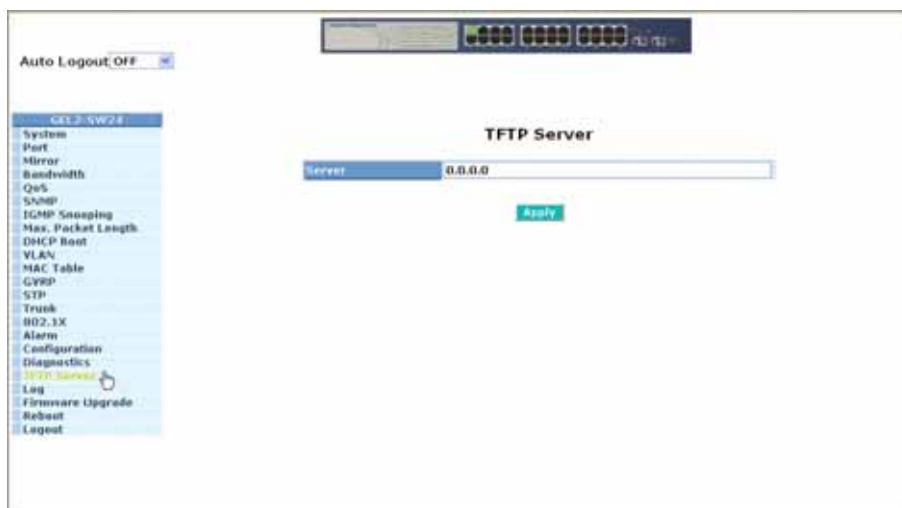 Auto Logout OFF
GEL2-SW24
System
Port
Mirror
Bandwidth
QoS
SNMP
IGMP Snooping
Max. Packet Length
DHCP Boot
VLAN
MAC Table
GVRP
STP
Trunk
802.1X
Alarm
Configuration
Diagnostics
TFTP Server
Log
Firmware Upgrade
Reboot
Logout
TFTP Server
Server 0.0.0.0
Apply